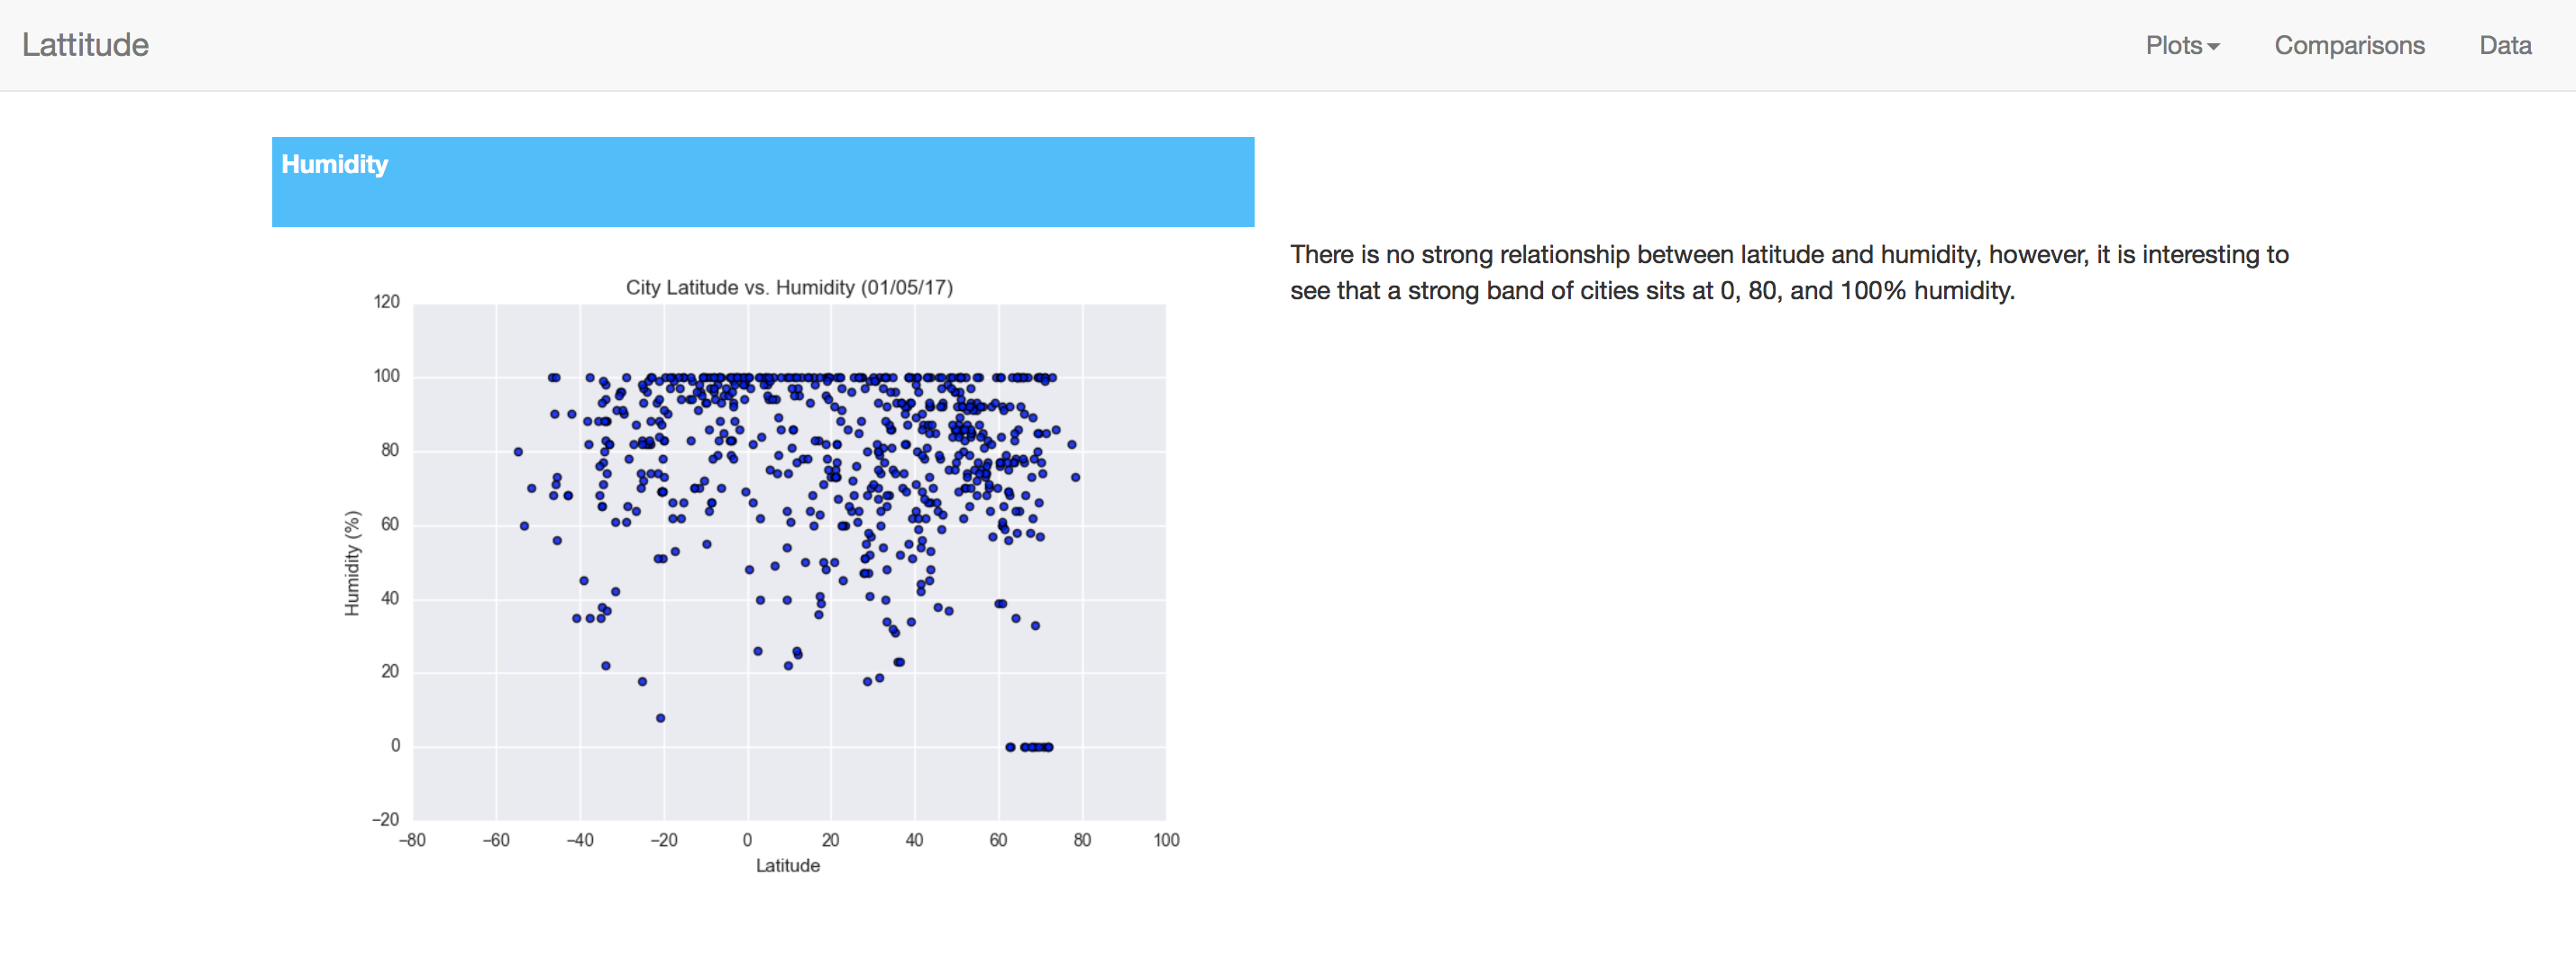 Lattitude
Plots
Comparisons
Data
Humidity
There is no strong relationship between latitude and humidity, however, it is interesting to
see that a strong band of cities sits at 0, 80, and 100% humidity.
City Latitude vs. Humidity (01/05/17)
120
100
80
60
40
20
0
−20
Humidity (%)
−80 −60 −40 −20 0 20 40 60 80 100
Latitude